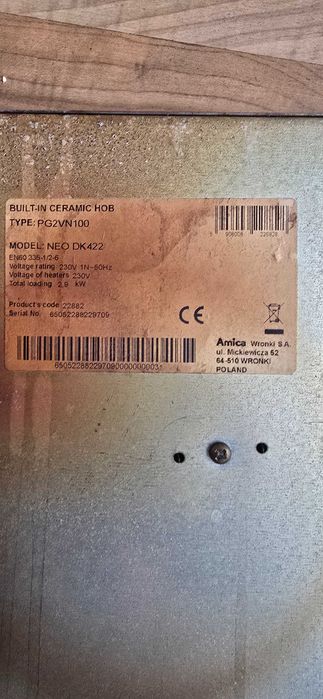 BUILT-IN CERAMIC HOB
TYPE: PG2VN100
MODEL: NEO DK422
EN60 335-1/2-6
Voltage rating 230V 1N~50Hz
Voltage of heaters 230V
Total loading 2.9 kW
Product's code 22882
Serial No. 65052288229709
CE
Amica Wronki S.A.
ul. Mickiewicza 52
64-510 WRONKI
POLAND
650522882297090000000031